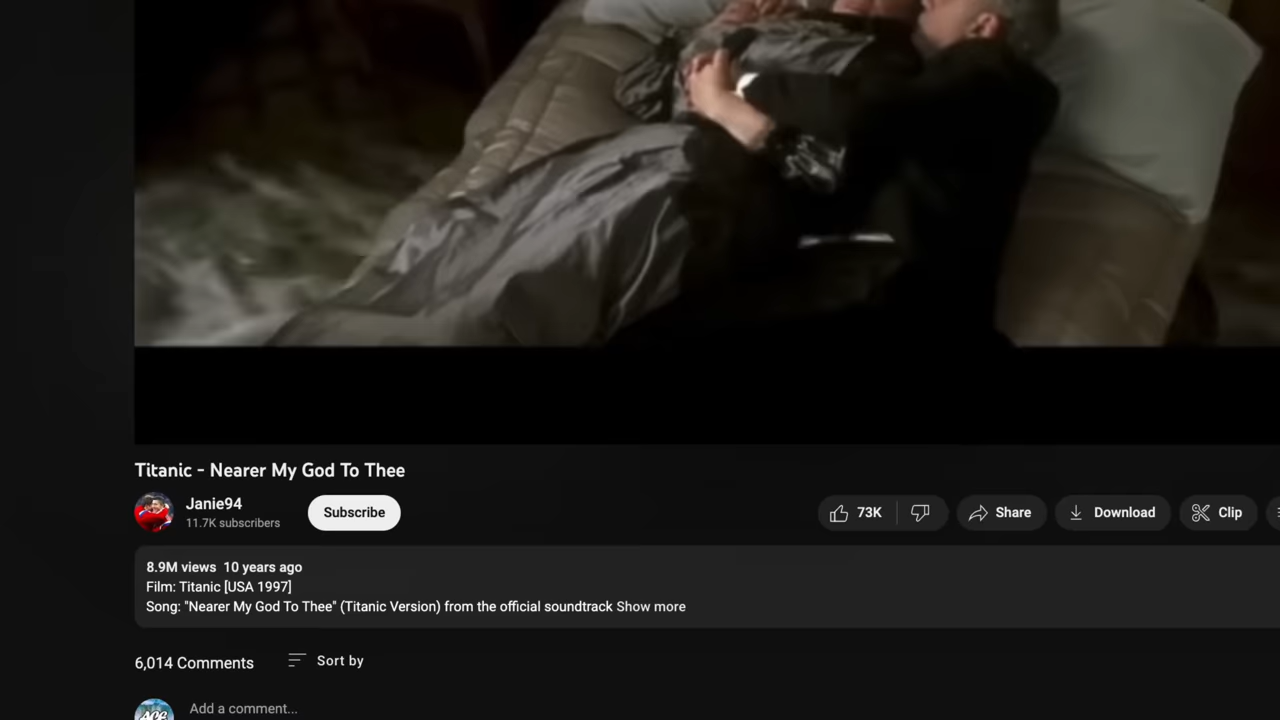 Titanic - Nearer My God To Thee
Janie94
11.7K subscribers
Subscribe
73K
Share
Download
Clip
8.9M views 10 years ago
Film: Titanic [USA 1997]
Song: "Nearer My God To Thee" (Titanic Version) from the official soundtrack Show more
6,014 Comments
Sort by
ACE
Add a comment...